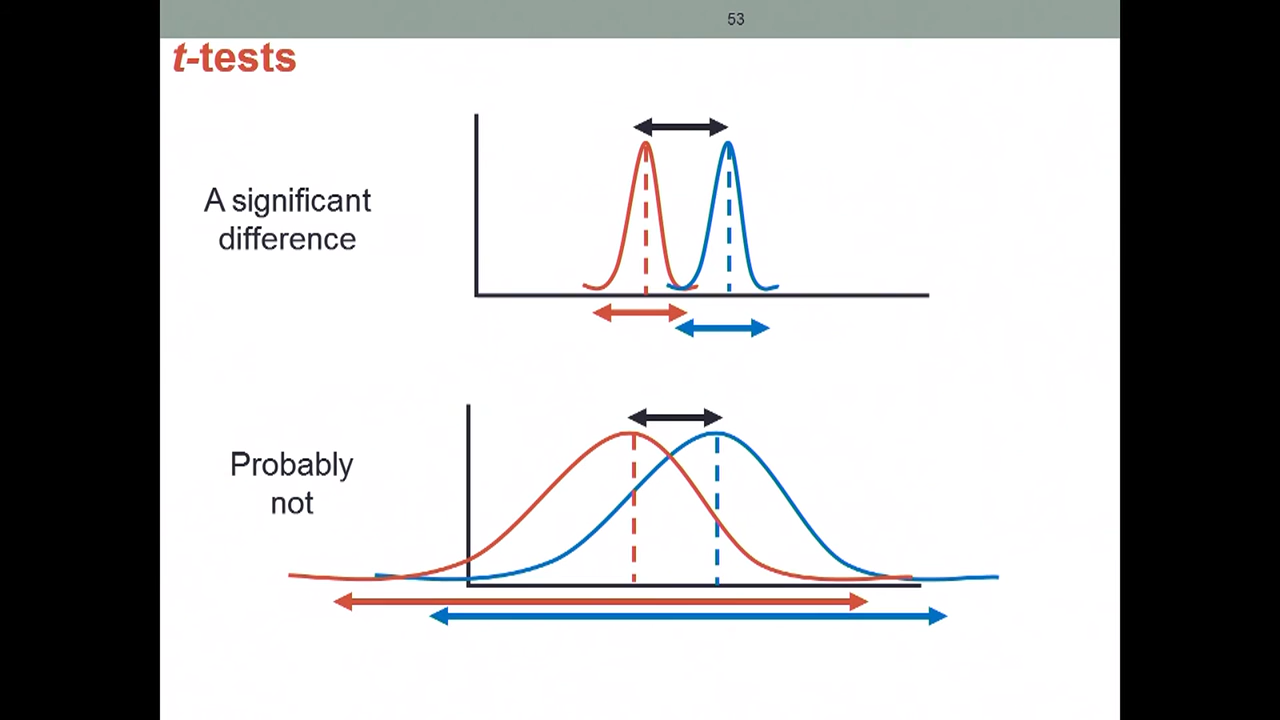 53
t-tests
A significant
difference
Probably
not